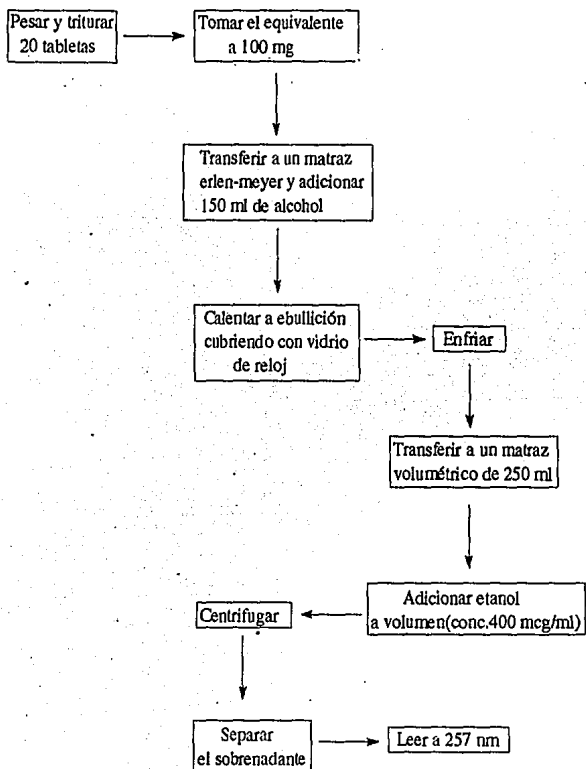 Pesar y triturar
20 tabletas
Tomar el equivalente
a 100 mg
Transferir a un matraz
erlen-meyer y adicionar
150 ml de alcohol
Calentar a ebullición
cubriendo con vidrio
de reloj
Enfriar
Transferir a un matraz
volumétrico de 250 ml
Adicionar etanol
a volumen(conc.400 mcg/ml)
Centrifugar
Separar
el sobrenadante
Leer a 257 nm